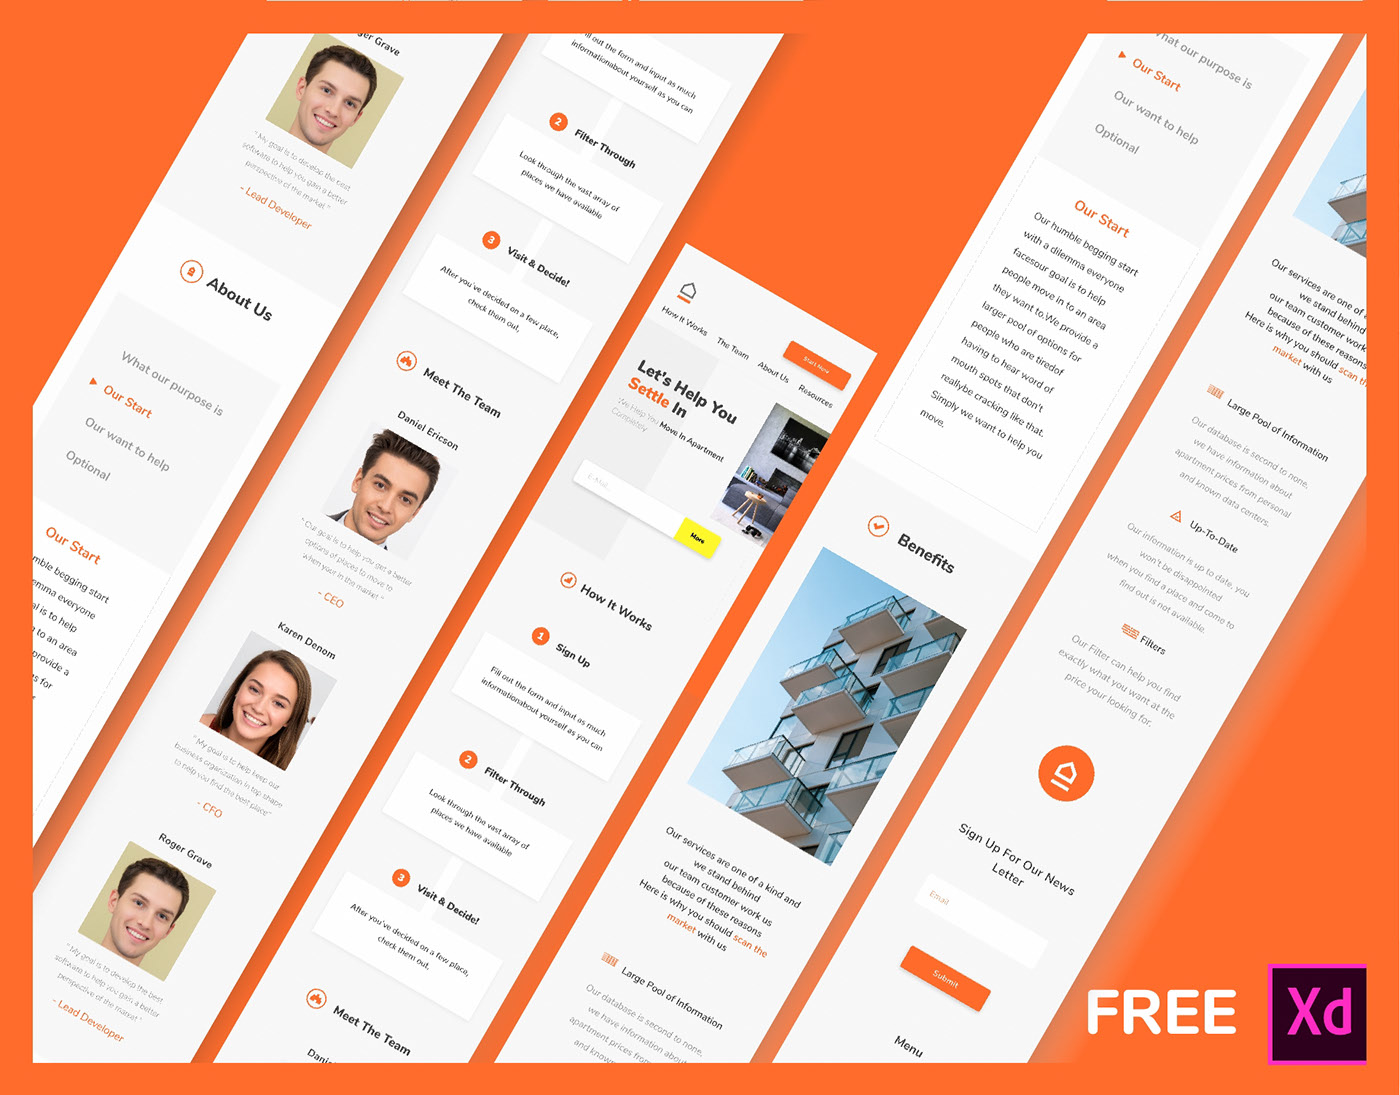 ger Grave
" My goal is to develop the best
software to help you gain a better
perspective of the market "
- Lead Developer
About Us
What our purpose is
Our Start
Our want to help
Optional
Our Start
mble begging start
emma everyone
al is to help
n to an area
provide a
s for
Daniel Ericson
" Our goal is to help you get a better
options of places to move to
when your in the market "
- CEO
Karen Denom
" My goal is to help keep our
business organization in top shape
to help you find the best place"
- CFO
Roger Grave
" My goal is to develop the best
software to help you gain a better
perspective of the market "
- Lead Developer
Fill out the form and input as much
informationabout yourself as you can
2
Filter Through
Look through the vast array of
places we have available
3
Visit & Decide!
After you've decided on a few place,
check them out,
Meet The Team
How It Works
The Team
About Us
Resources
Start Now
Let's Help You
Settle In
We Help You Move In Apartment
Completely
E-Mail...
More
How It Works
1
Sign Up
Fill out the form and input as much
informationabout yourself as you can
2
Filter Through
Look through the vast array of
places we have available
3
Visit & Decide!
After you've decided on a few place,
check them out,
Meet The Team
Danie
What our purpose is
Our Start
Our want to help
Optional
Our Start
Our humble begging start
with a dilemma everyone
facesour goal is to help
people move in to an area
they want to.We provide a
larger pool of options for
people who are tiredof
having to hear word of
mouth spots that don't
reallybe cracking like that.
Simply we want to help you
move.
Benefits
Our services are one of a kind and
we stand behind
our team customer work us
because of these reasons
Here is why you should scan the
market with us
Large Pool of Information
Our database is second to none,
we have information about
apartment prices from personal
and known
Our services are one of a
we stand behind
our team customer work
because of these reasons
Here is why you should scan th
market with us
Large Pool of Information
Our database is second to none,
we have information about
apartment prices from personal
and known data centers.
Up-To-Date
Our information is up to date, you
won't be disappointed
when you find a place and come to
find out is not available.
Filters
Our Filter can help you find
exactly what you want at the
price your looking for.
Sign Up For Our News
Letter
Email
Submit
Menu
FREE
Xd